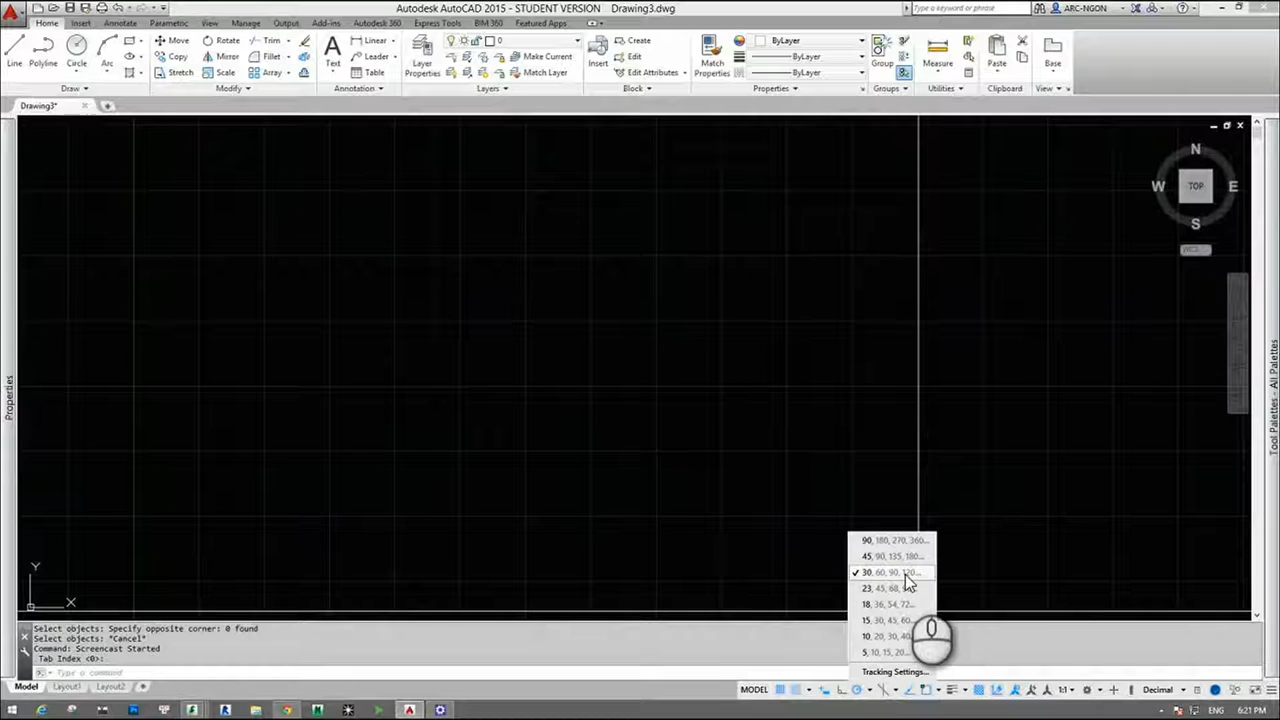 Autodesk AutoCAD 2015 - STUDENT VERSION Drawing3.dwg
Type a keyword or phrase
ARC-NGON
Home Insert Annotate Parametric View Manage Output Add-ins Autodesk 360 Express Tools BIM 360 Featured Apps
Line Polyline Circle Arc
Move Rotate Trim
Copy Mirror Fillet
Stretch Scale Array
Text
Linear
Leader
Table
Layer Properties
0
Make Current
Match Layer
Insert
Create
Edit
Edit Attributes
Match Properties
ByLayer
ByLayer
ByLayer
Group
Measure
Paste
Base
Draw Modify Annotation Layers Block Properties Groups Utilities Clipboard View
Drawing3*
N
W TOP E
S
Properties
Tool Palettes - All Palettes
Y
X
90, 180, 270, 360...
45, 90, 135, 180...
30, 60, 90, 120...
23, 45, 68,
18, 36, 54, 72...
15, 30, 45, 60...
10, 20, 30, 40
5, 10, 15, 20...
Tracking Settings...
Select objects: Specify opposite corner: 0 found
Select objects: *Cancel*
Command: Screencast Started
Tab Index <0>:
Type a command
Model Layout1 Layout2
MODEL
1:1
Decimal
ENG 6:21 PM